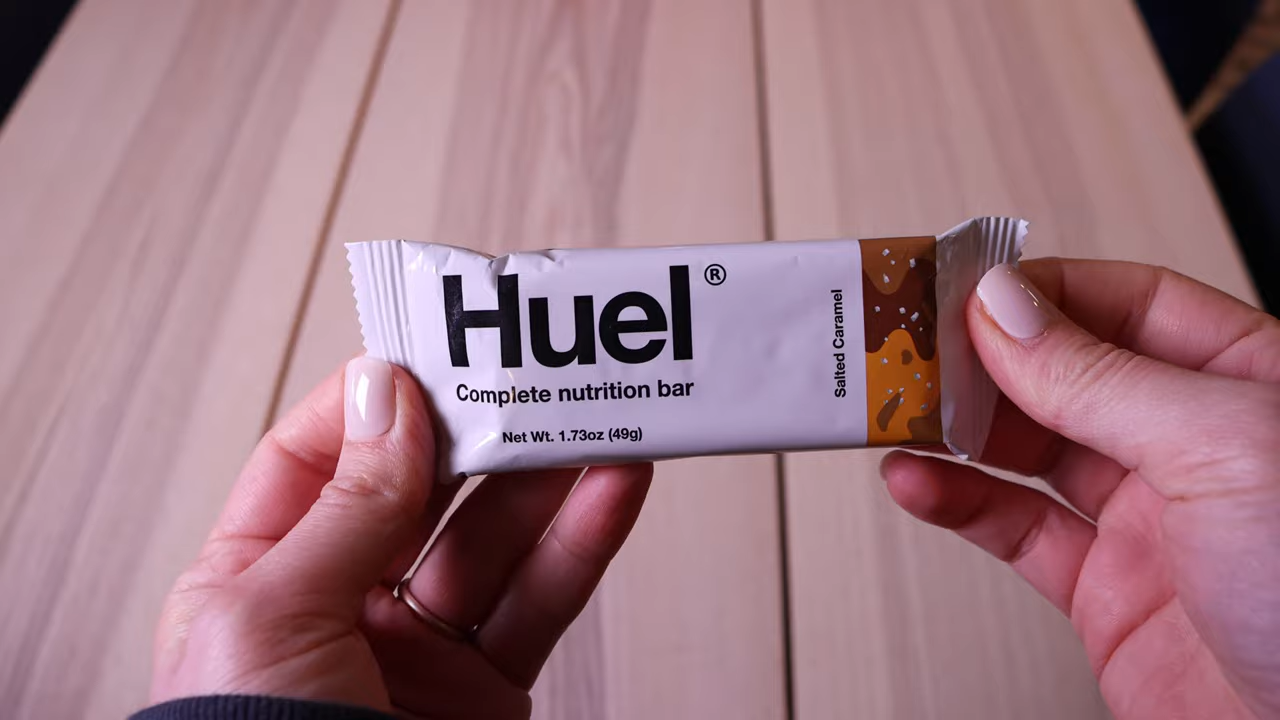 Huel®
Complete nutrition bar
Net Wt. 1.73oz (49g)
Salted Caramel